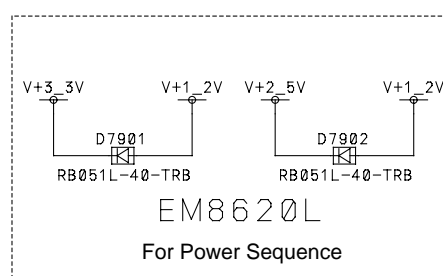 V+3_3V V+1_2V V+2_5V V+1_2V
D7901 D7902
RB051L-40-TRB RB051L-40-TRB
EM8620L
For Power Sequence